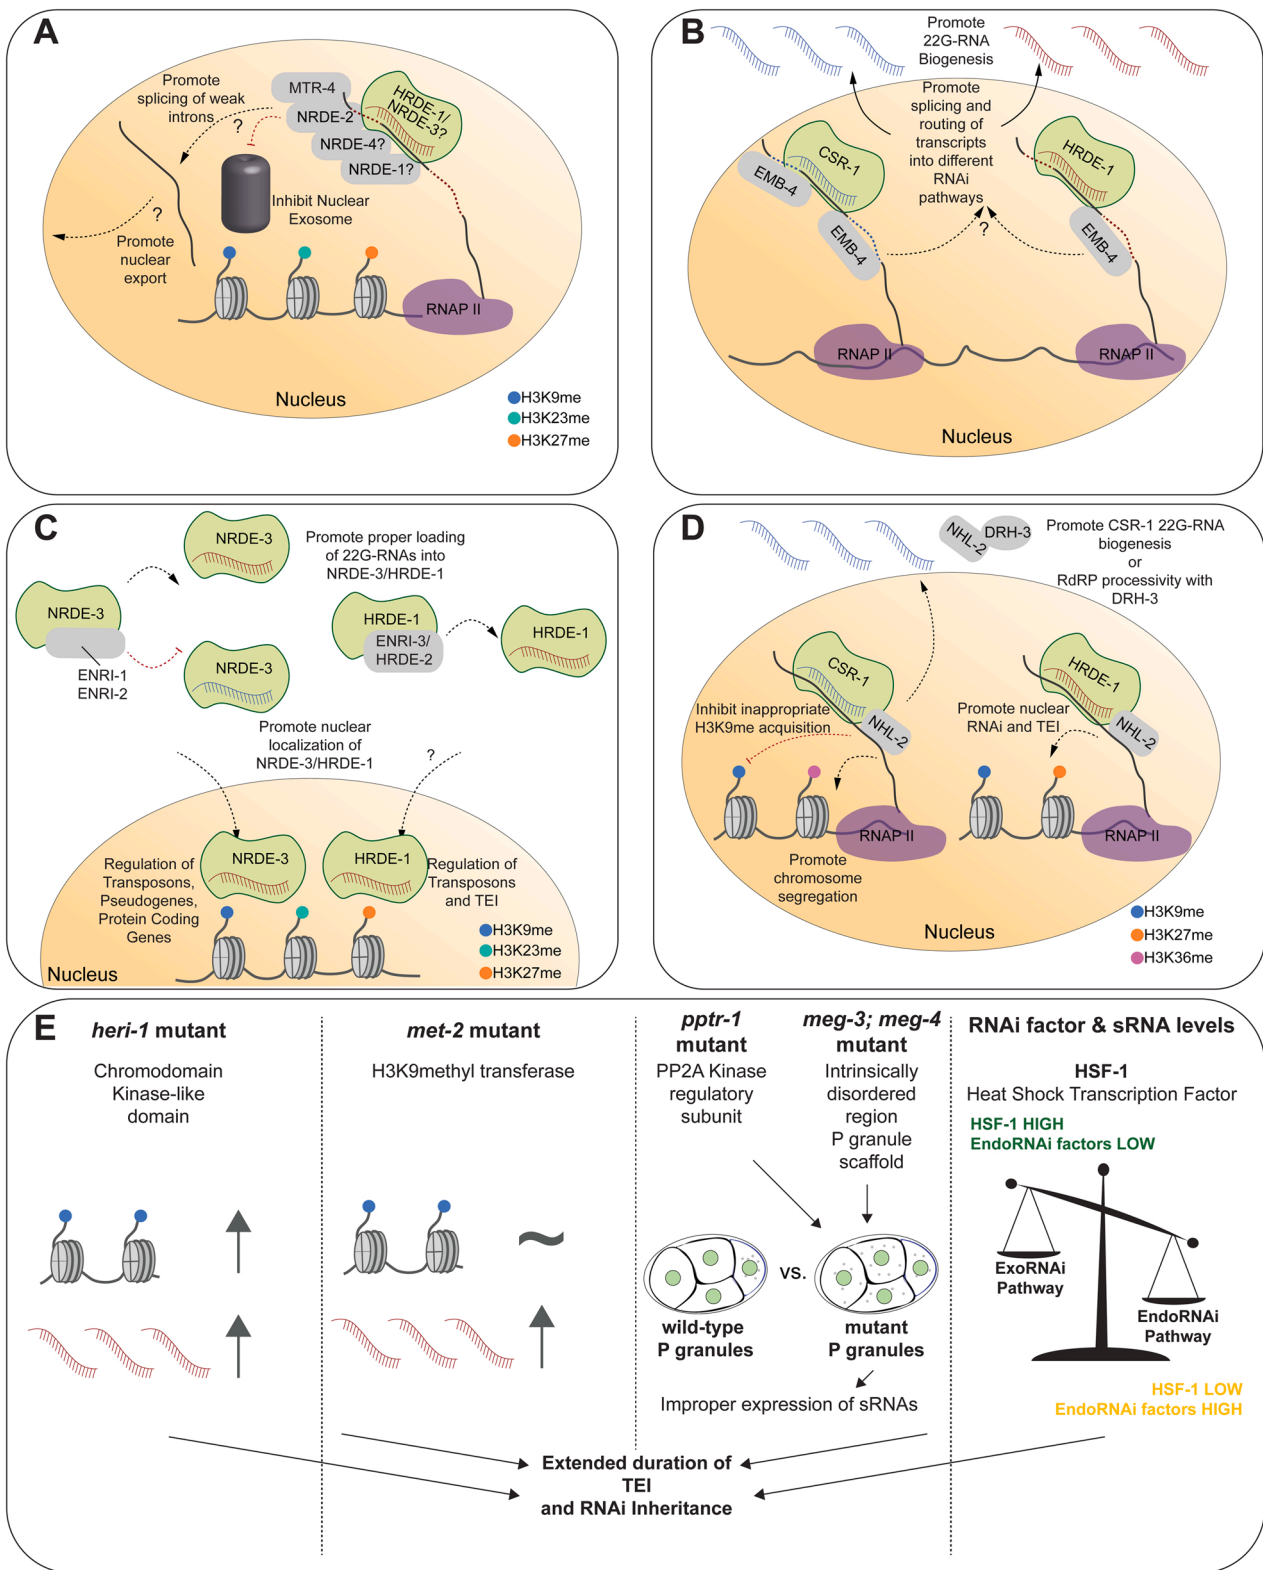 A
Promote
splicing of weak
introns
?
MTR-4
NRDE-2
NRDE-4?
NRDE-1?
HRDE-1/
NRDE-3?
Inhibit Nuclear
Exosome
?
Promote
nuclear
export
RNAP II
Nucleus
H3K9me
H3K23me
H3K27me
B
Promote
22G-RNA
Biogenesis
Promote
splicing and
routing of
transcripts
into different
RNAi
pathways
?
CSR-1
EMB-4
EMB-4
HRDE-1
EMB-4
RNAP II
RNAP II
Nucleus
C
NRDE-3
Promote proper loading
of 22G-RNAs into
NRDE-3/HRDE-1
NRDE-3
ENRI-1
ENRI-2
NRDE-3
HRDE-1
ENRI-3/
HRDE-2
HRDE-1
Promote nuclear
localization of
NRDE-3/HRDE-1
?
Regulation of
Transposons,
Pseudogenes,
Protein Coding
Genes
NRDE-3
HRDE-1
Regulation of
Transposons
and TEI
H3K9me
H3K23me
H3K27me
Nucleus
D
NHL-2
DRH-3
Promote CSR-1 22G-RNA
biogenesis
or
RdRP processivity with
DRH-3
CSR-1
NHL-2
HRDE-1
NHL-2
Inhibit inappropriate
H3K9me acquisition
Promote nuclear
RNAi and TEI
RNAP II
RNAP II
Promote
chromosome
segregation
Nucleus
H3K9me
H3K27me
H3K36me
E
heri-1 mutant
Chromodomain
Kinase-like
domain
met-2 mutant
H3K9methyl transferase
pptr-1
mutant
PP2A Kinase
regulatory
subunit
meg-3; meg-4
mutant
Intrinsically
disordered
region
P granule
scaffold
wild-type
P granules
vs.
mutant
P granules
Improper expression of sRNAs
RNAi factor & sRNA levels
HSF-1
Heat Shock Transcription Factor
HSF-1 HIGH
EndoRNAi factors LOW
ExoRNAi
Pathway
EndoRNAi
Pathway
HSF-1 LOW
EndoRNAi factors HIGH
Extended duration of
TEI
and RNAi Inheritance